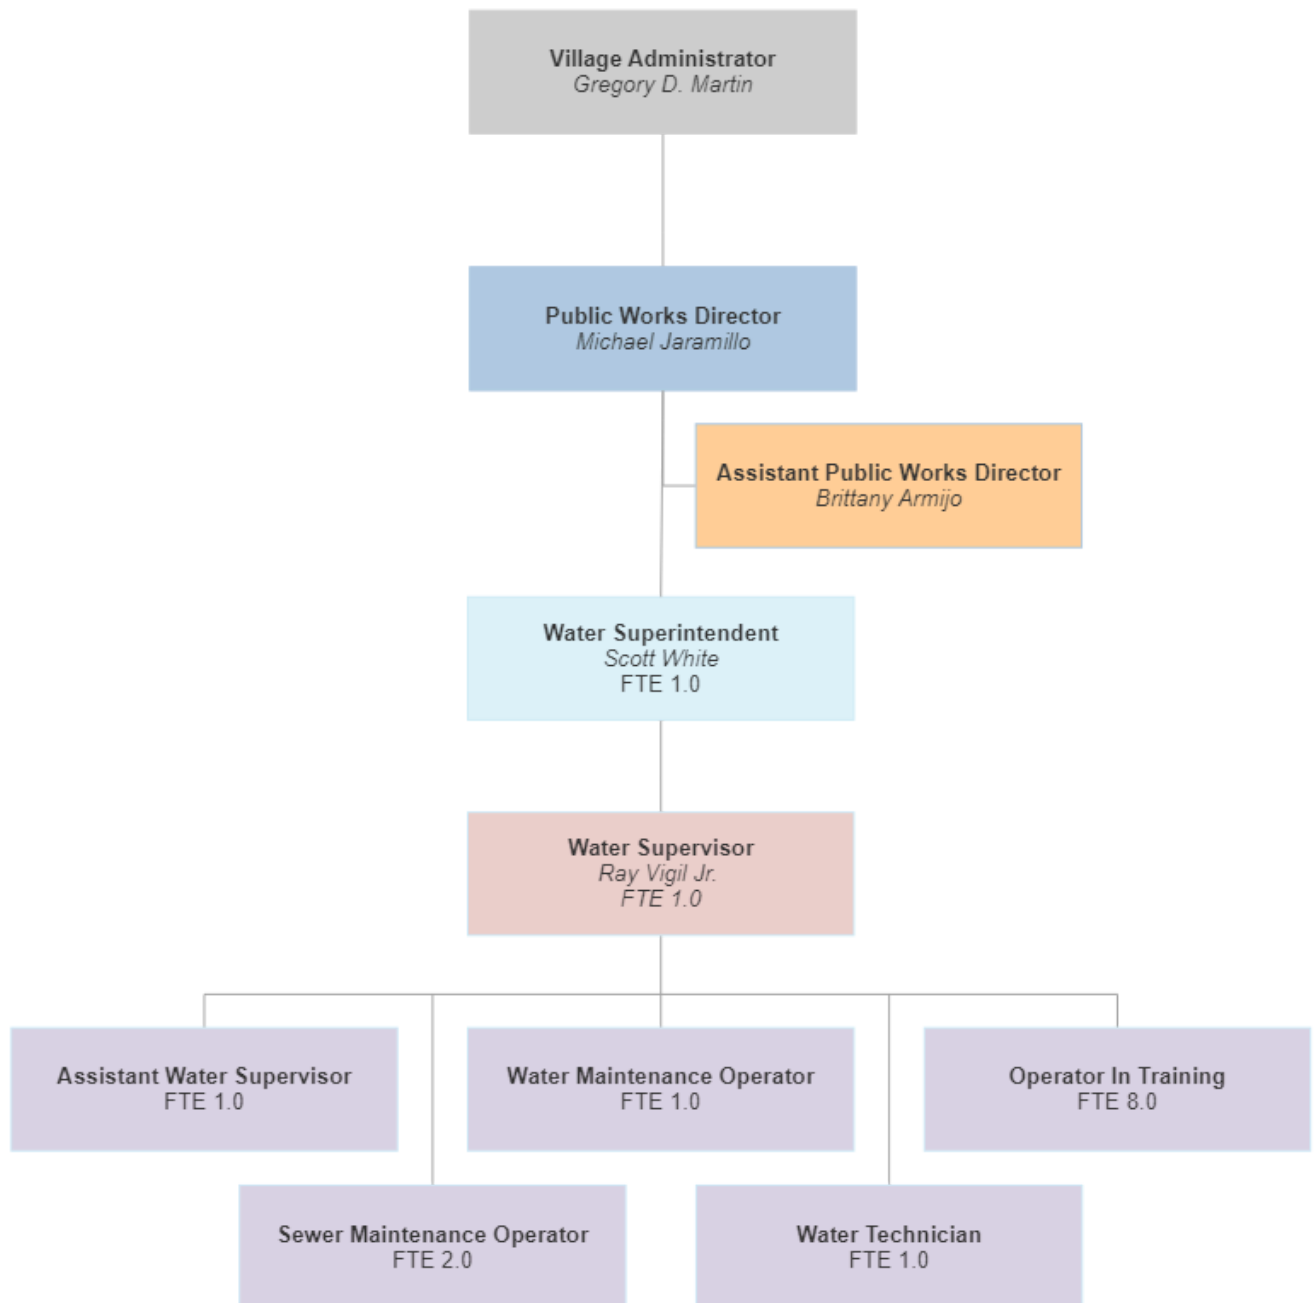 Village Administrator
Gregory D. Martin
Public Works Director
Michael Jaramillo
Assistant Public Works Director
Brittany Armijo
Water Superintendent
Scott White
FTE 1.0
Water Supervisor
Ray Vigil Jr.
FTE 1.0
Assistant Water Supervisor
FTE 1.0
Water Maintenance Operator
FTE 1.0
Operator In Training
FTE 8.0
Sewer Maintenance Operator
FTE 2.0
Water Technician
FTE 1.0